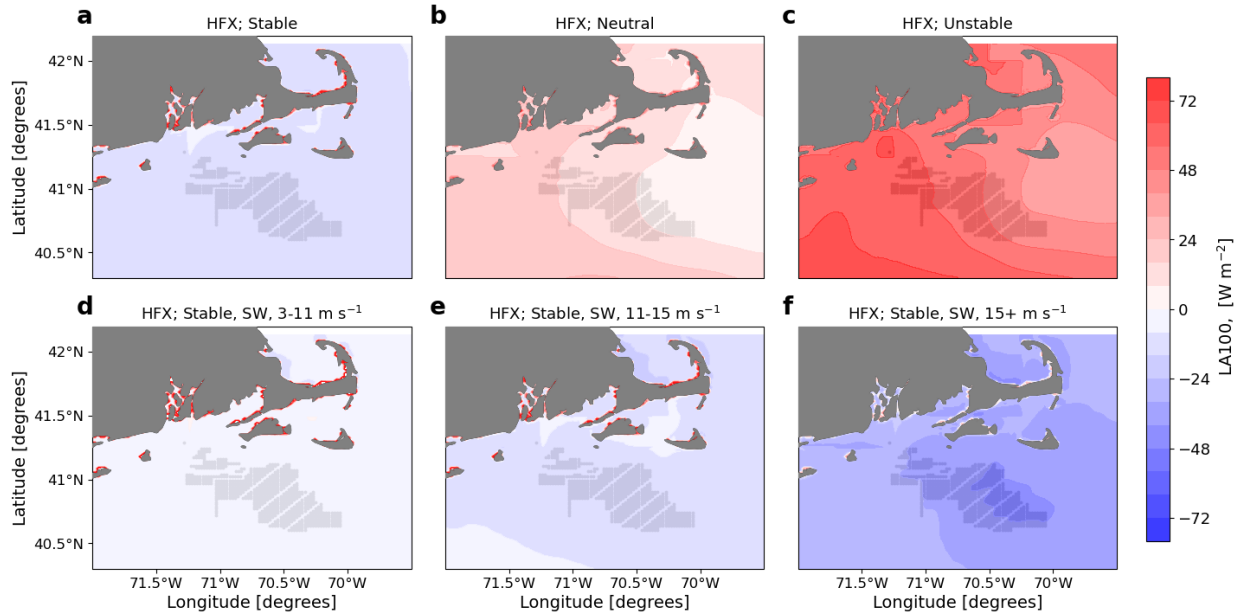 a HFX; Stable
b HFX; Neutral
c HFX; Unstable
42°N
41.5°N
41°N
40.5°N
Latitude [degrees]
d HFX; Stable, SW, 3-11 m s⁻¹
e HFX; Stable, SW, 11-15 m s⁻¹
f HFX; Stable, SW, 15+ m s⁻¹
42°N
41.5°N
41°N
40.5°N
Latitude [degrees]
71.5°W 71°W 70.5°W 70°W
Longitude [degrees]
71.5°W 71°W 70.5°W 70°W
Longitude [degrees]
71.5°W 71°W 70.5°W 70°W
Longitude [degrees]
72
48
24
0
−24
−48
−72
LA100, [W m⁻²]